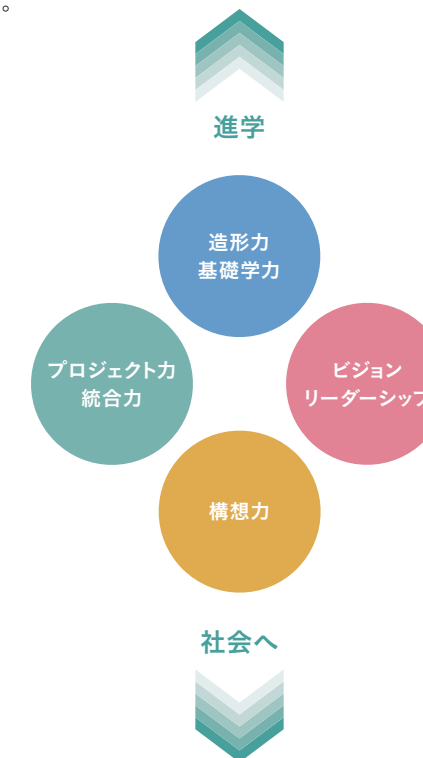 。
進学
造形力
基礎学力
プロジェクト力
統合力
ビジョン
リーダーシップ
構想力
社会へ